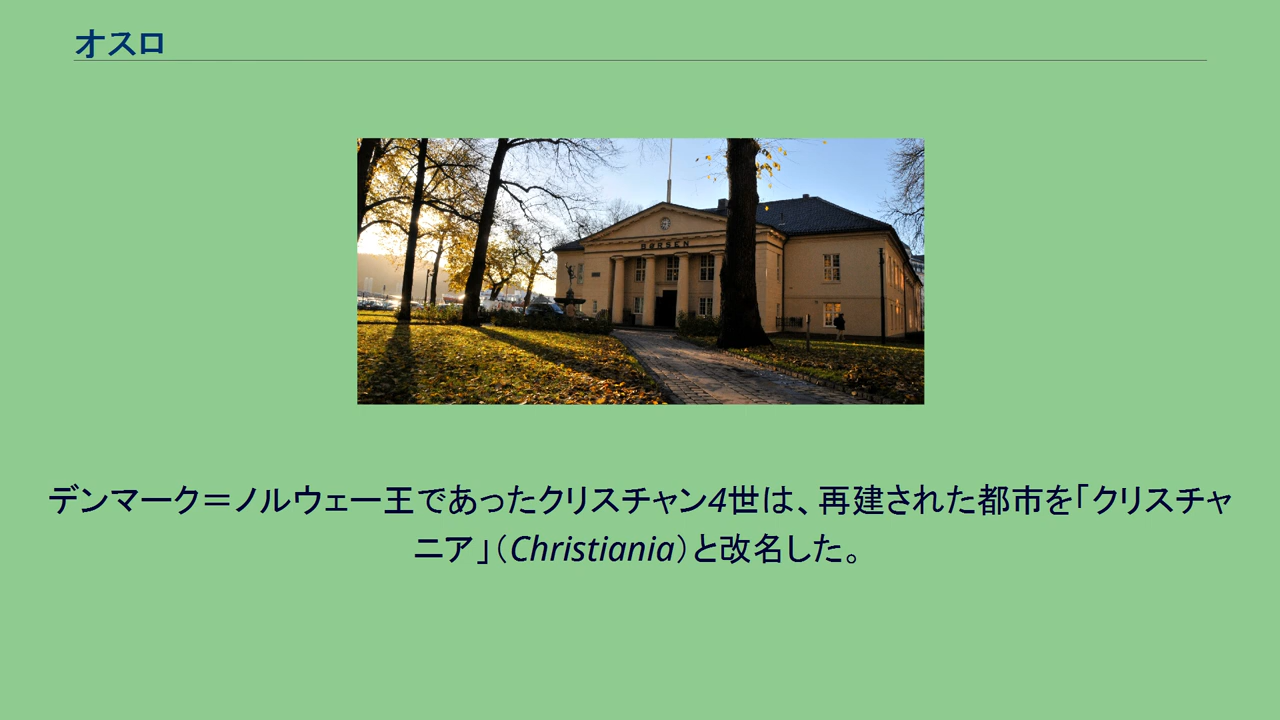 オスロ
BØRSEN
デンマーク＝ノルウェー王であったクリスチャン4世は、再建された都市を「クリスチャ
ニア」（Christiania）と改名した。